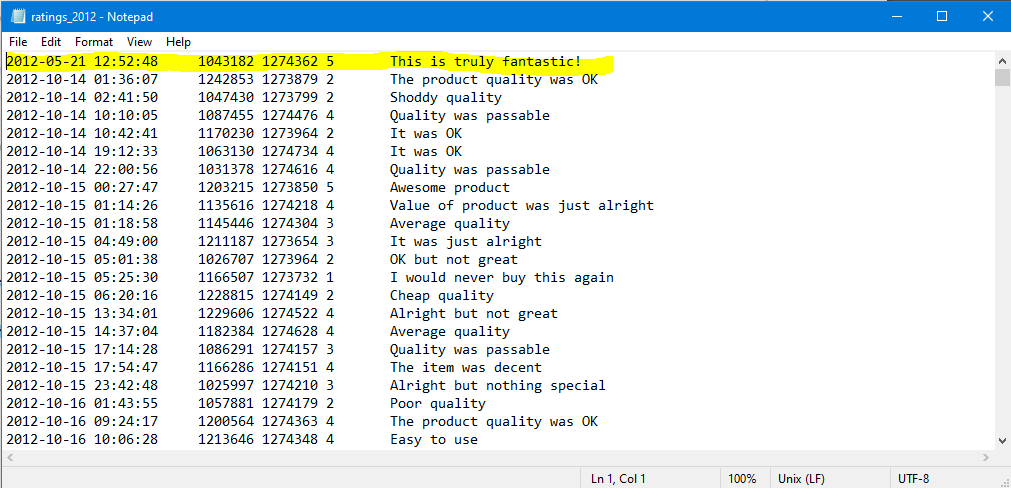 ratings_2012 - Notepad
File Edit Format View Help
2012-05-21 12:52:48 1043182 1274362 5 This is truly fantastic!
2012-10-14 01:36:07 1242853 1273879 2 The product quality was OK
2012-10-14 02:41:50 1047430 1273799 2 Shoddy quality
2012-10-14 10:10:05 1087455 1274476 4 Quality was passable
2012-10-14 10:42:41 1170230 1273964 2 It was OK
2012-10-14 19:12:33 1063130 1274734 4 It was OK
2012-10-14 22:00:56 1031378 1274616 4 Quality was passable
2012-10-15 00:27:47 1203215 1273850 5 Awesome product
2012-10-15 01:14:26 1135616 1274218 4 Value of product was just alright
2012-10-15 01:18:58 1145446 1274304 3 Average quality
2012-10-15 04:49:00 1211187 1273654 3 It was just alright
2012-10-15 05:01:38 1026707 1273964 2 OK but not great
2012-10-15 05:25:30 1166507 1273732 1 I would never buy this again
2012-10-15 06:20:16 1228815 1274149 2 Cheap quality
2012-10-15 13:34:01 1229606 1274522 4 Alright but not great
2012-10-15 14:37:04 1182384 1274628 4 Average quality
2012-10-15 17:14:28 1086291 1274157 3 Quality was passable
2012-10-15 17:54:47 1166286 1274151 4 The item was decent
2012-10-15 23:42:48 1025997 1274210 3 Alright but nothing special
2012-10-16 01:43:55 1057881 1274179 2 Poor quality
2012-10-16 09:24:17 1200564 1274363 4 The product quality was OK
2012-10-16 10:06:28 1213646 1274348 4 Easy to use
Ln 1, Col 1 100% Unix (LF) UTF-8